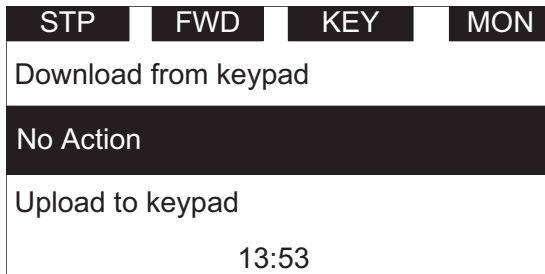 STP FWD KEY MON
Download from keypad
No Action
Upload to keypad
13:53